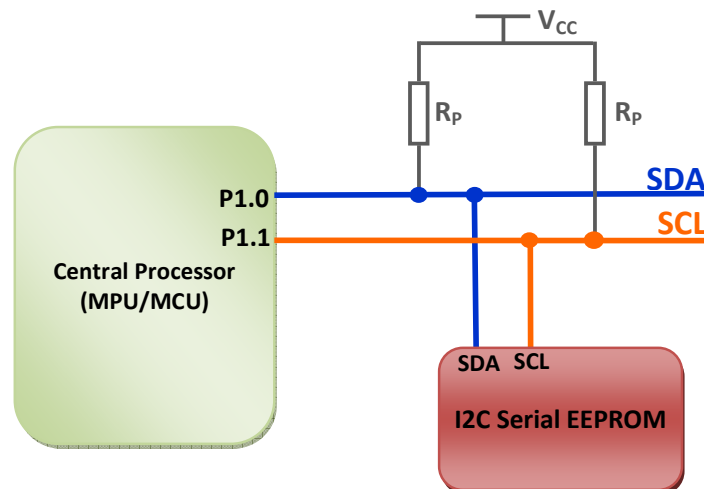 VCC
RP
RP
SDA
P1.0
SCL
P1.1
Central Processor
(MPU/MCU)
SDA SCL
I2C Serial EEPROM